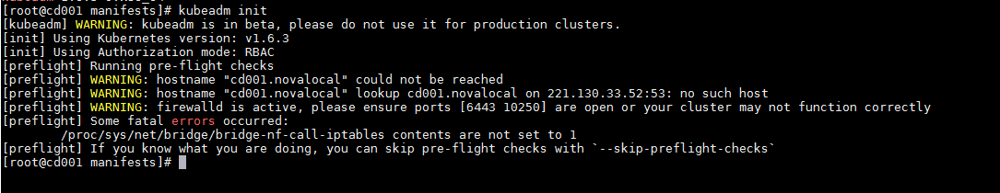 [root@cd001 manifests]# kubeadm init
[kubeadm] WARNING: kubeadm is in beta, please do not use it for production clusters.
[init] Using Kubernetes version: v1.6.3
[init] Using Authorization mode: RBAC
[preflight] Running pre-flight checks
[preflight] WARNING: hostname "cd001.novalocal" could not be reached
[preflight] WARNING: hostname "cd001.novalocal" lookup cd001.novalocal on 221.130.33.52:53: no such host
[preflight] WARNING: firewalld is active, please ensure ports [6443 10250] are open or your cluster may not function correctly
[preflight] Some fatal errors occurred:
        /proc/sys/net/bridge/bridge-nf-call-iptables contents are not set to 1
[preflight] If you know what you are doing, you can skip pre-flight checks with `--skip-preflight-checks`
[root@cd001 manifests]#